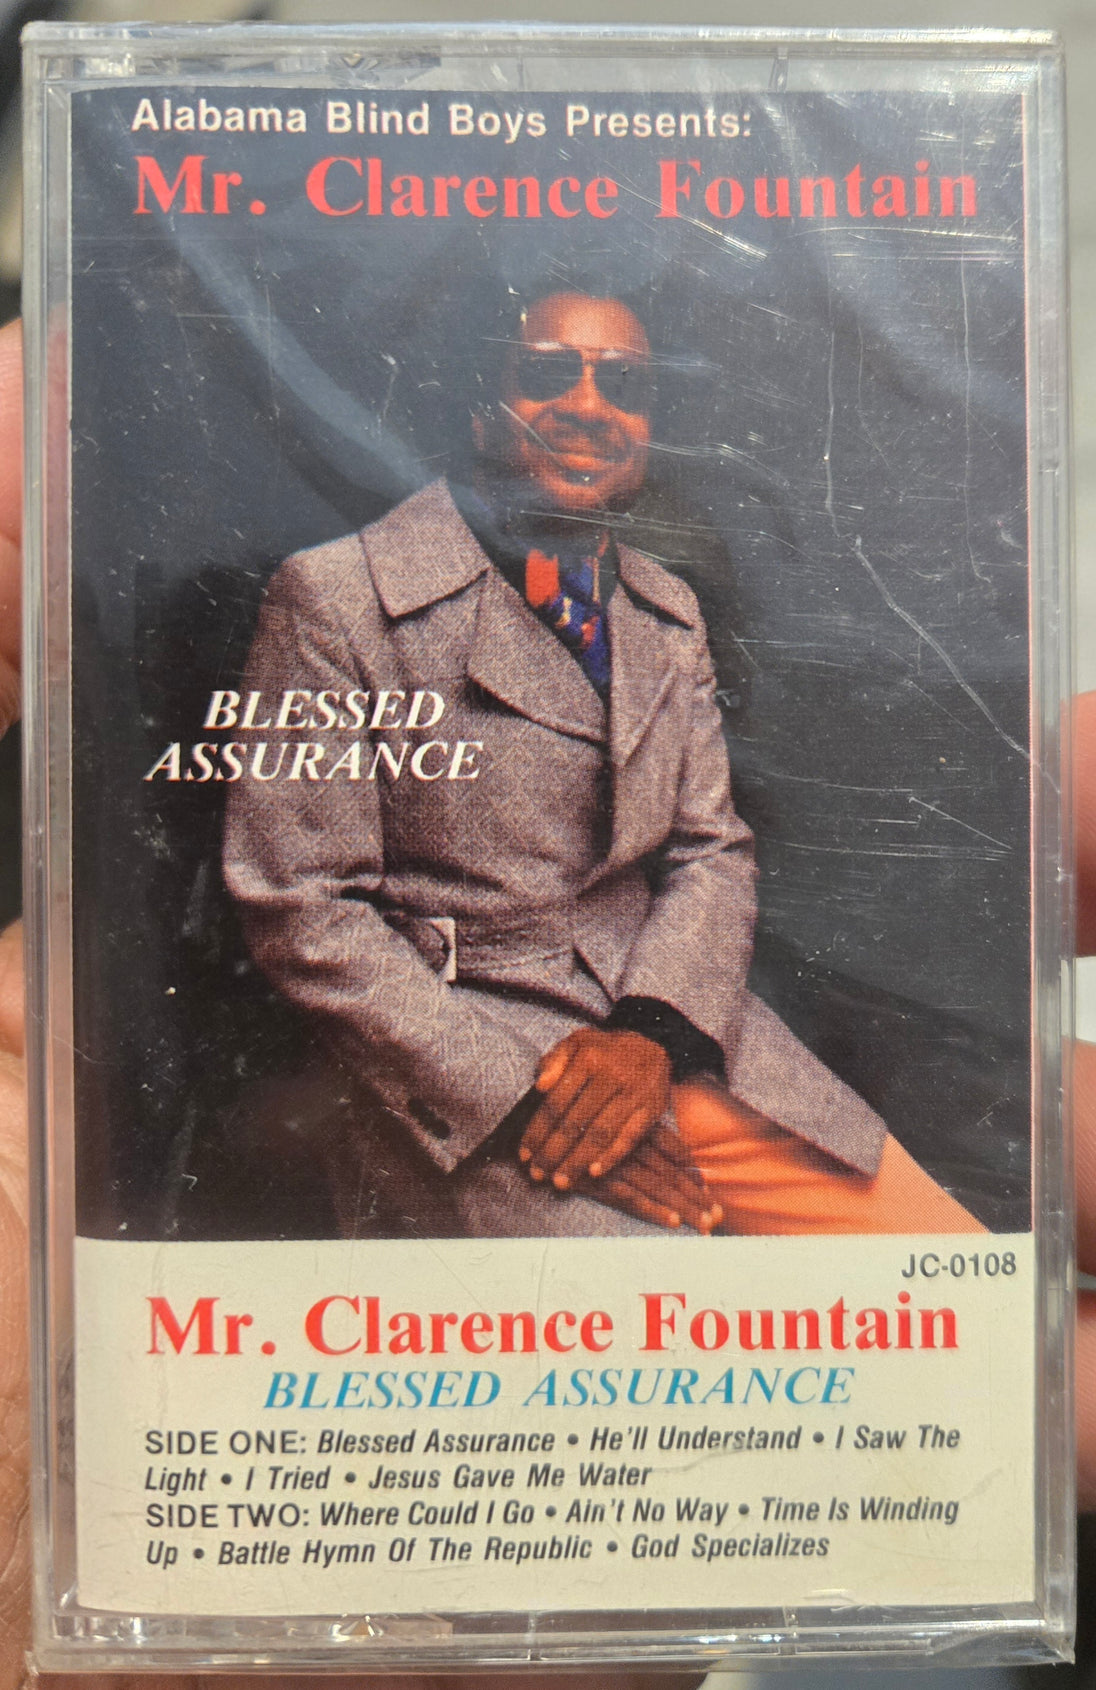 Alabama Blind Boys Presents:
Mr. Clarence Fountain
BLESSED
ASSURANCE
JC-0108
Mr. Clarence Fountain
BLESSED ASSURANCE
SIDE ONE: Blessed Assurance • He'll Understand • I Saw The
Light • I Tried • Jesus Gave Me Water
SIDE TWO: Where Could I Go • Ain't No Way • Time Is Winding
Up • Battle Hymn Of The Republic • God Specializes